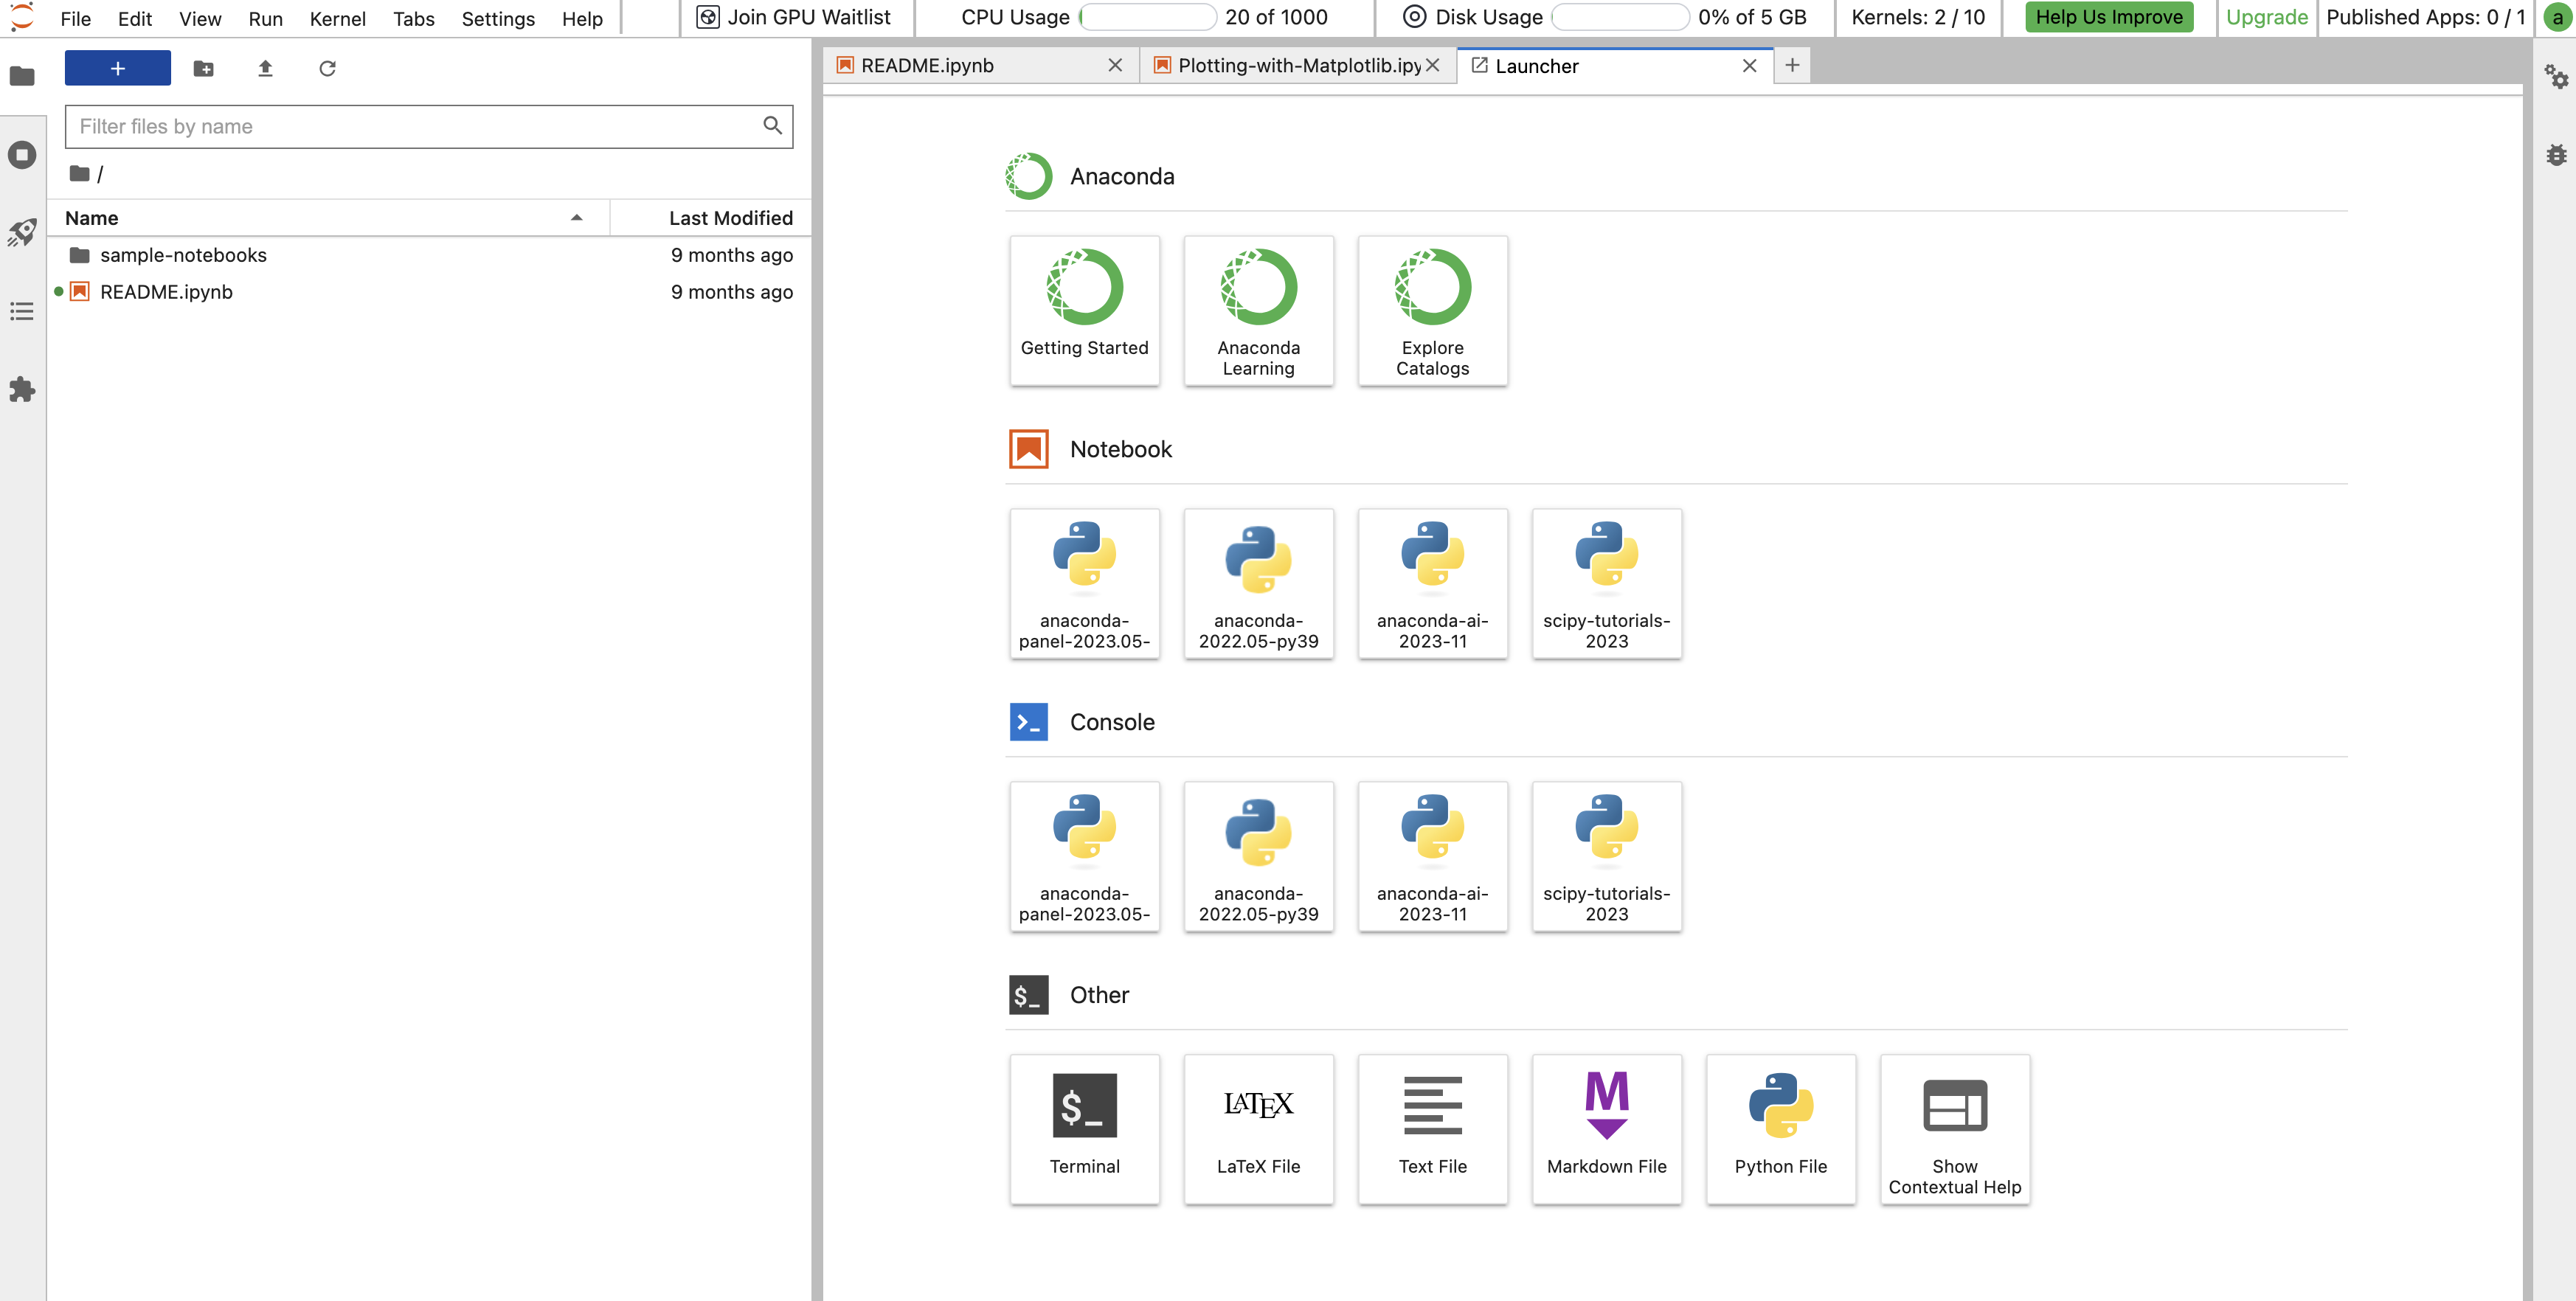 File Edit View Run Kernel Tabs Settings Help Join GPU Waitlist CPU Usage 20 of 1000 Disk Usage 0% of 5 GB Kernels: 2 / 10 Help Us Improve Upgrade Published Apps: 0 / 1 a
+
Filter files by name
/
Name Last Modified
sample-notebooks 9 months ago
README.ipynb 9 months ago
README.ipynb Plotting-with-Matplotlib.ipy Launcher +
Anaconda
Getting Started
Anaconda
Learning
Explore
Catalogs
Notebook
anaconda-
panel-2023.05-
anaconda-
2022.05-py39
anaconda-ai-
2023-11
scipy-tutorials-
2023
>_ Console
anaconda-
panel-2023.05-
anaconda-
2022.05-py39
anaconda-ai-
2023-11
scipy-tutorials-
2023
$_ Other
$_
Terminal
LATEX
LaTeX File
Text File
M
Markdown File
Python File
Show
Contextual Help